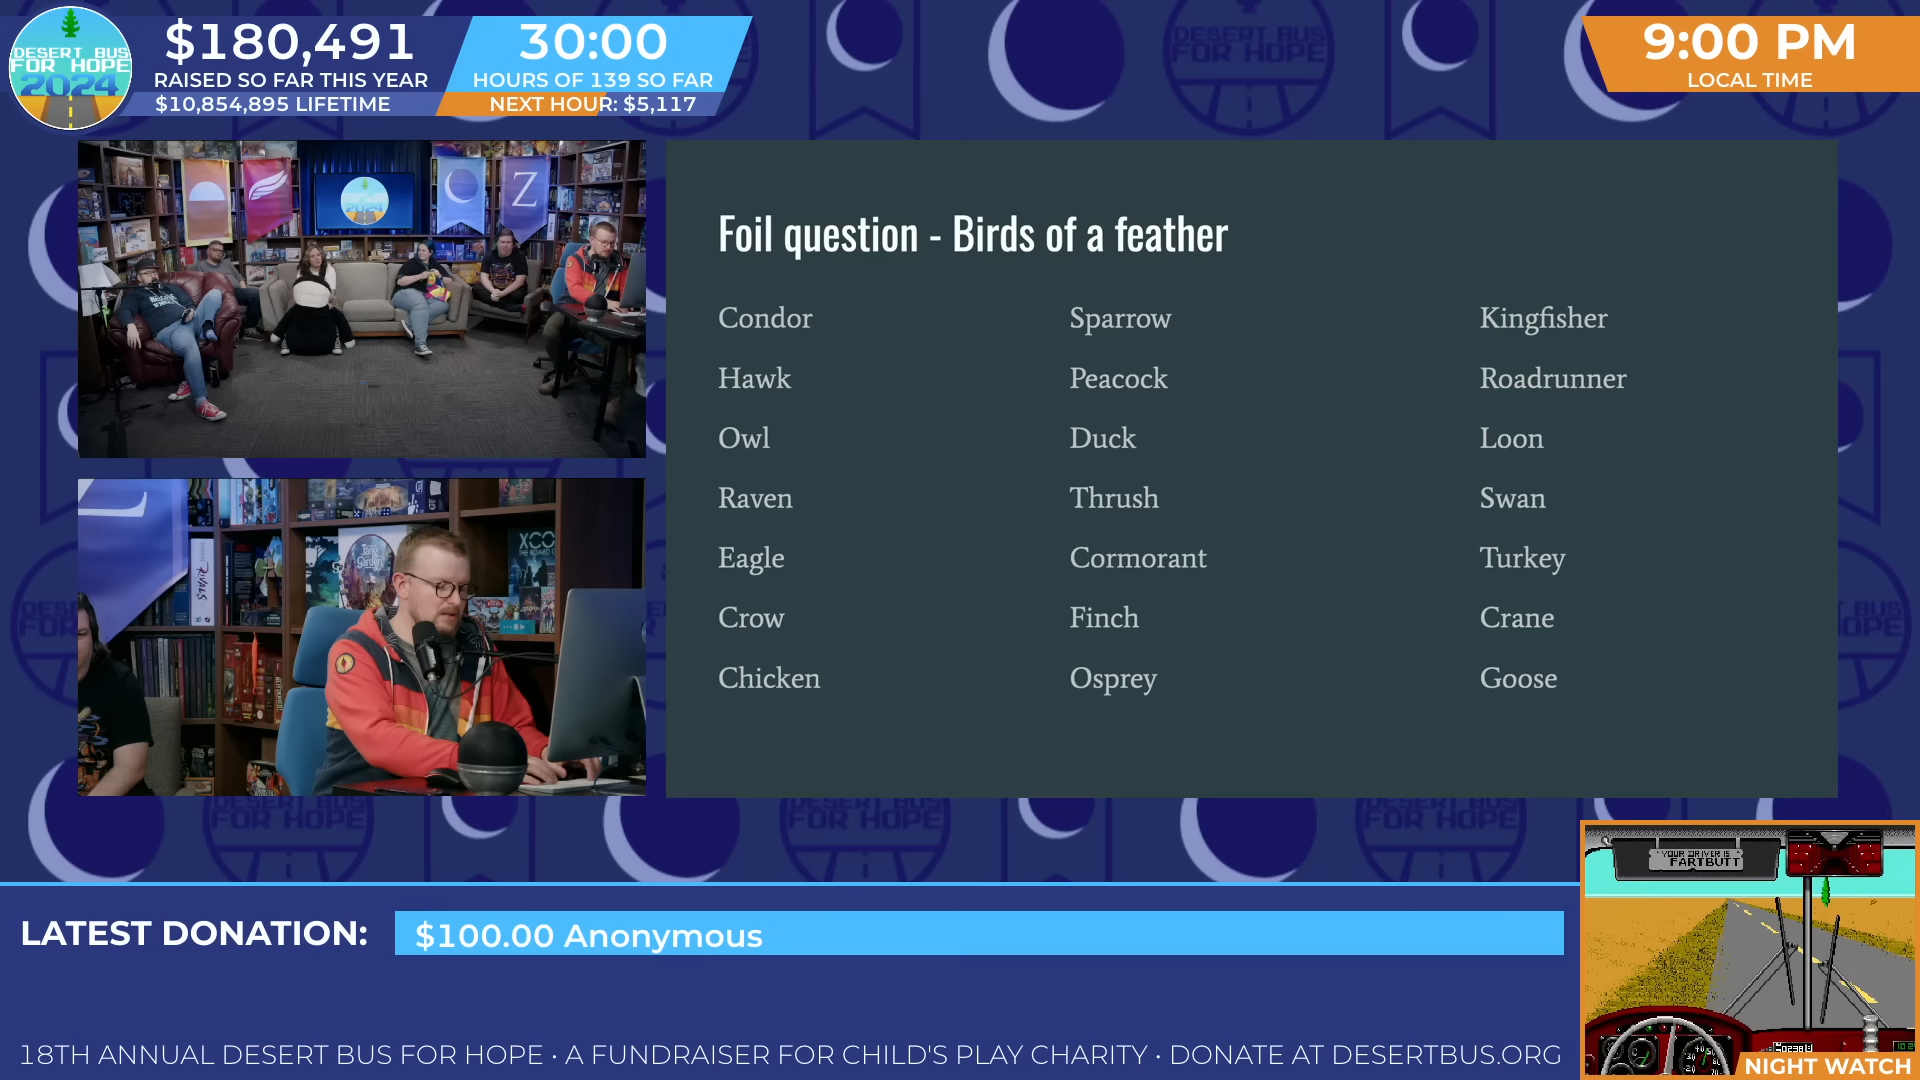 DESERT BUS
FOR HOPE
2024
$180,491
RAISED SO FAR THIS YEAR
$10,854,895 LIFETIME
30:00
HOURS OF 139 SO FAR
NEXT HOUR: $5,117
9:00 PM
LOCAL TIME
Z
RIVALS
XCO
Foil question - Birds of a feather
Condor
Hawk
Owl
Raven
Eagle
Crow
Chicken
Sparrow
Peacock
Duck
Thrush
Cormorant
Finch
Osprey
Kingfisher
Roadrunner
Loon
Swan
Turkey
Crane
Goose
YOUR DRIVER IS
FARTBUTT
NIGHT WATCH
LATEST DONATION:
$100.00 Anonymous
18TH ANNUAL DESERT BUS FOR HOPE • A FUNDRAISER FOR CHILD'S PLAY CHARITY • DONATE AT DESERTBUS.ORG